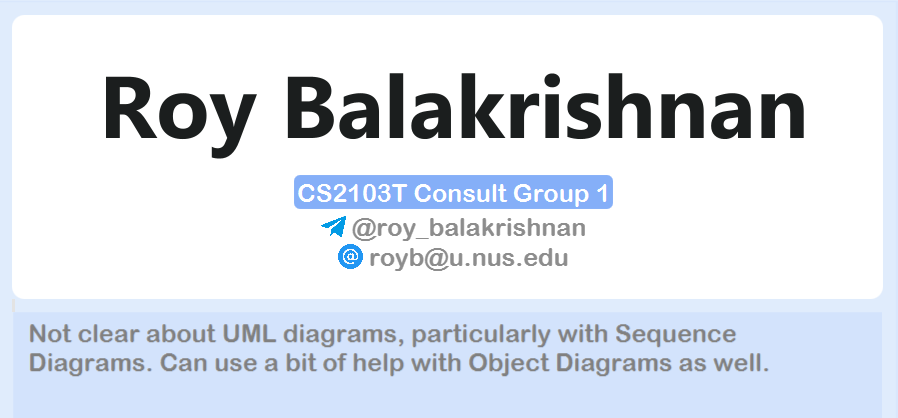 Roy Balakrishnan
CS2103T Consult Group 1
@roy_balakrishnan
@ royb@u.nus.edu
Not clear about UML diagrams, particularly with Sequence
Diagrams. Can use a bit of help with Object Diagrams as well.